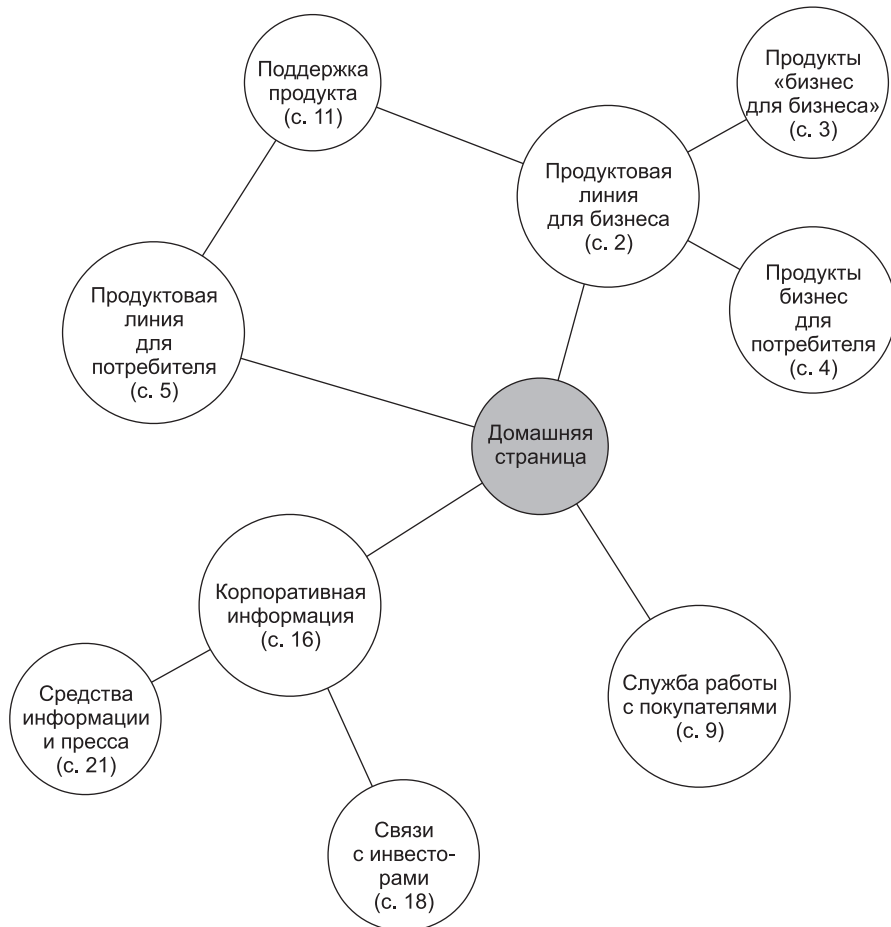 Поддержка
продукта
(с. 11)
Продукты
«бизнес
для бизнеса»
(с. 3)
Продуктовая
линия
для бизнеса
(с. 2)
Продукты
бизнес
для
потребителя
(с. 4)
Продуктовая
линия
для
потребителя
(с. 5)
Домашняя
страница
Корпоративная
информация
(с. 16)
Служба работы
с покупателями
(с. 9)
Средства
информации
и пресса
(с. 21)
Связи
с инвесто-
рами
(с. 18)